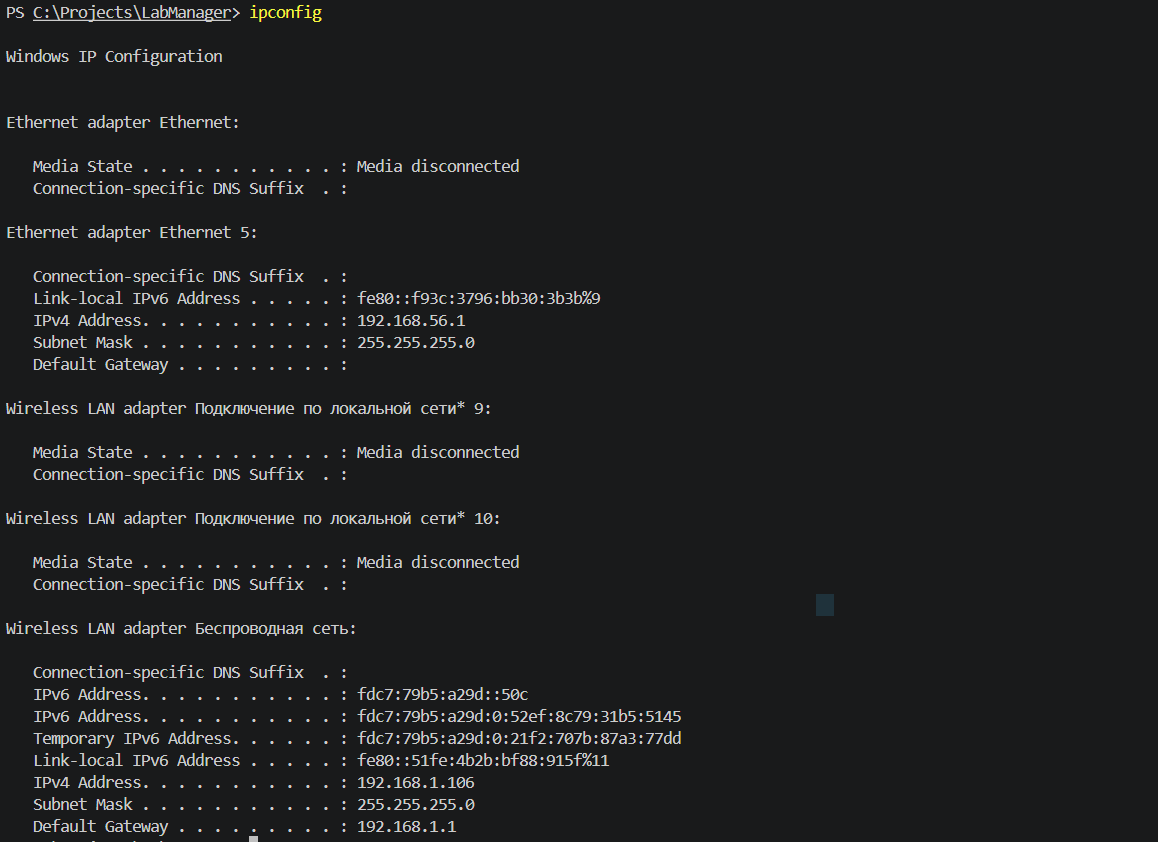 PS C:\Projects\LabManager> ipconfig
Windows IP Configuration
Ethernet adapter Ethernet:
Media State . . . . . . . . . . . : Media disconnected
Connection-specific DNS Suffix  . :
Ethernet adapter Ethernet 5:
Connection-specific DNS Suffix  . :
Link-local IPv6 Address . . . . . : fe80::f93c:3796:bb30:3b3b%9
IPv4 Address. . . . . . . . . . . : 192.168.56.1
Subnet Mask . . . . . . . . . . . : 255.255.255.0
Default Gateway . . . . . . . . . :
Wireless LAN adapter Подключение по локальной сети* 9:
Media State . . . . . . . . . . . : Media disconnected
Connection-specific DNS Suffix  . :
Wireless LAN adapter Подключение по локальной сети* 10:
Media State . . . . . . . . . . . : Media disconnected
Connection-specific DNS Suffix  . :
Wireless LAN adapter Беспроводная сеть:
Connection-specific DNS Suffix  . :
IPv6 Address. . . . . . . . . . . : fdc7:79b5:a29d::50c
IPv6 Address. . . . . . . . . . . : fdc7:79b5:a29d:0:52ef:8c79:31b5:5145
Temporary IPv6 Address. . . . . . : fdc7:79b5:a29d:0:21f2:707b:87a3:77dd
Link-local IPv6 Address . . . . . : fe80::51fe:4b2b:bf88:915f%11
IPv4 Address. . . . . . . . . . . : 192.168.1.106
Subnet Mask . . . . . . . . . . . : 255.255.255.0
Default Gateway . . . . . . . . . : 192.168.1.1